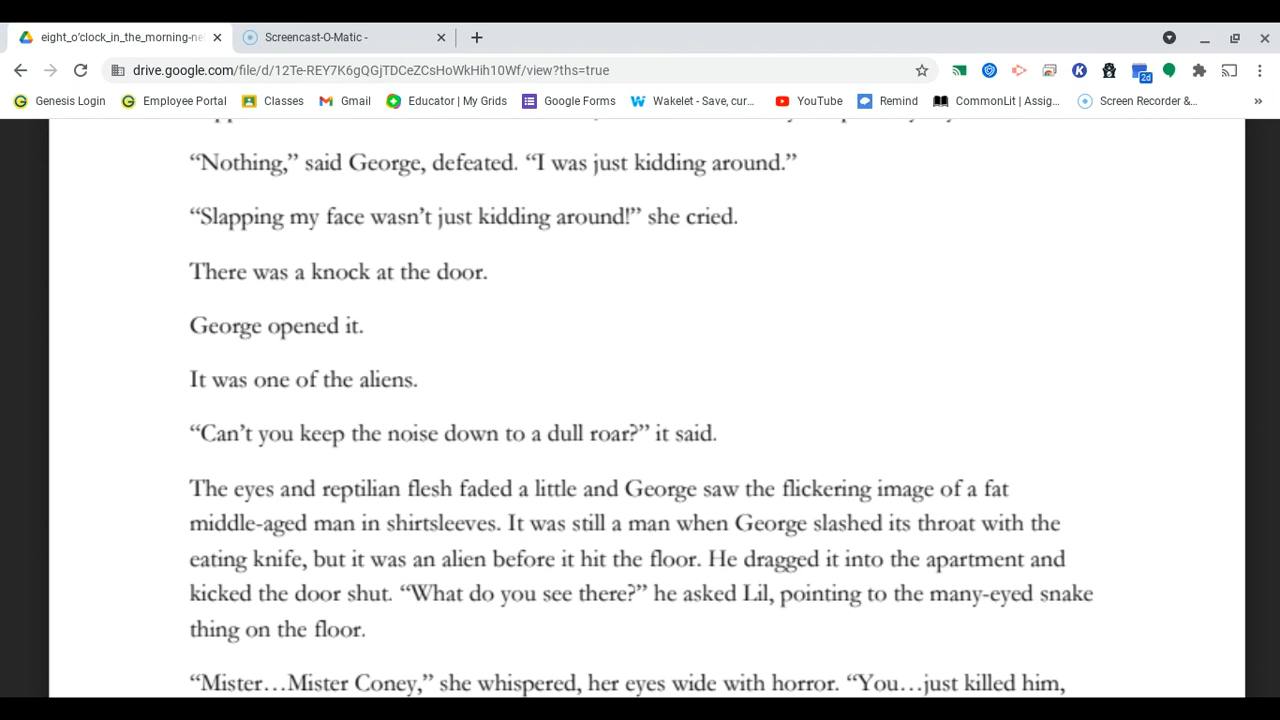 eight_o'clock_in_the_morning-ne
Screencast-O-Matic -
drive.google.com/file/d/12Te-REY7K6gQGjTDCeZCsHoWkHih10Wf/view?ths=true
Genesis Login Employee Portal Classes Gmail Educator | My Grids Google Forms Wakelet - Save, cur... YouTube Remind CommonLit | Assig... Screen Recorder &... »
2d
“Nothing,” said George, defeated. “I was just kidding around.”
“Slapping my face wasn’t just kidding around!” she cried.
There was a knock at the door.
George opened it.
It was one of the aliens.
“Can’t you keep the noise down to a dull roar?” it said.
The eyes and reptilian flesh faded a little and George saw the flickering image of a fat
middle-aged man in shirtsleeves. It was still a man when George slashed its throat with the
eating knife, but it was an alien before it hit the floor. He dragged it into the apartment and
kicked the door shut. “What do you see there?” he asked Lil, pointing to the many-eyed snake
thing on the floor.
“Mister…Mister Coney,” she whispered, her eyes wide with horror. “You…just killed him,